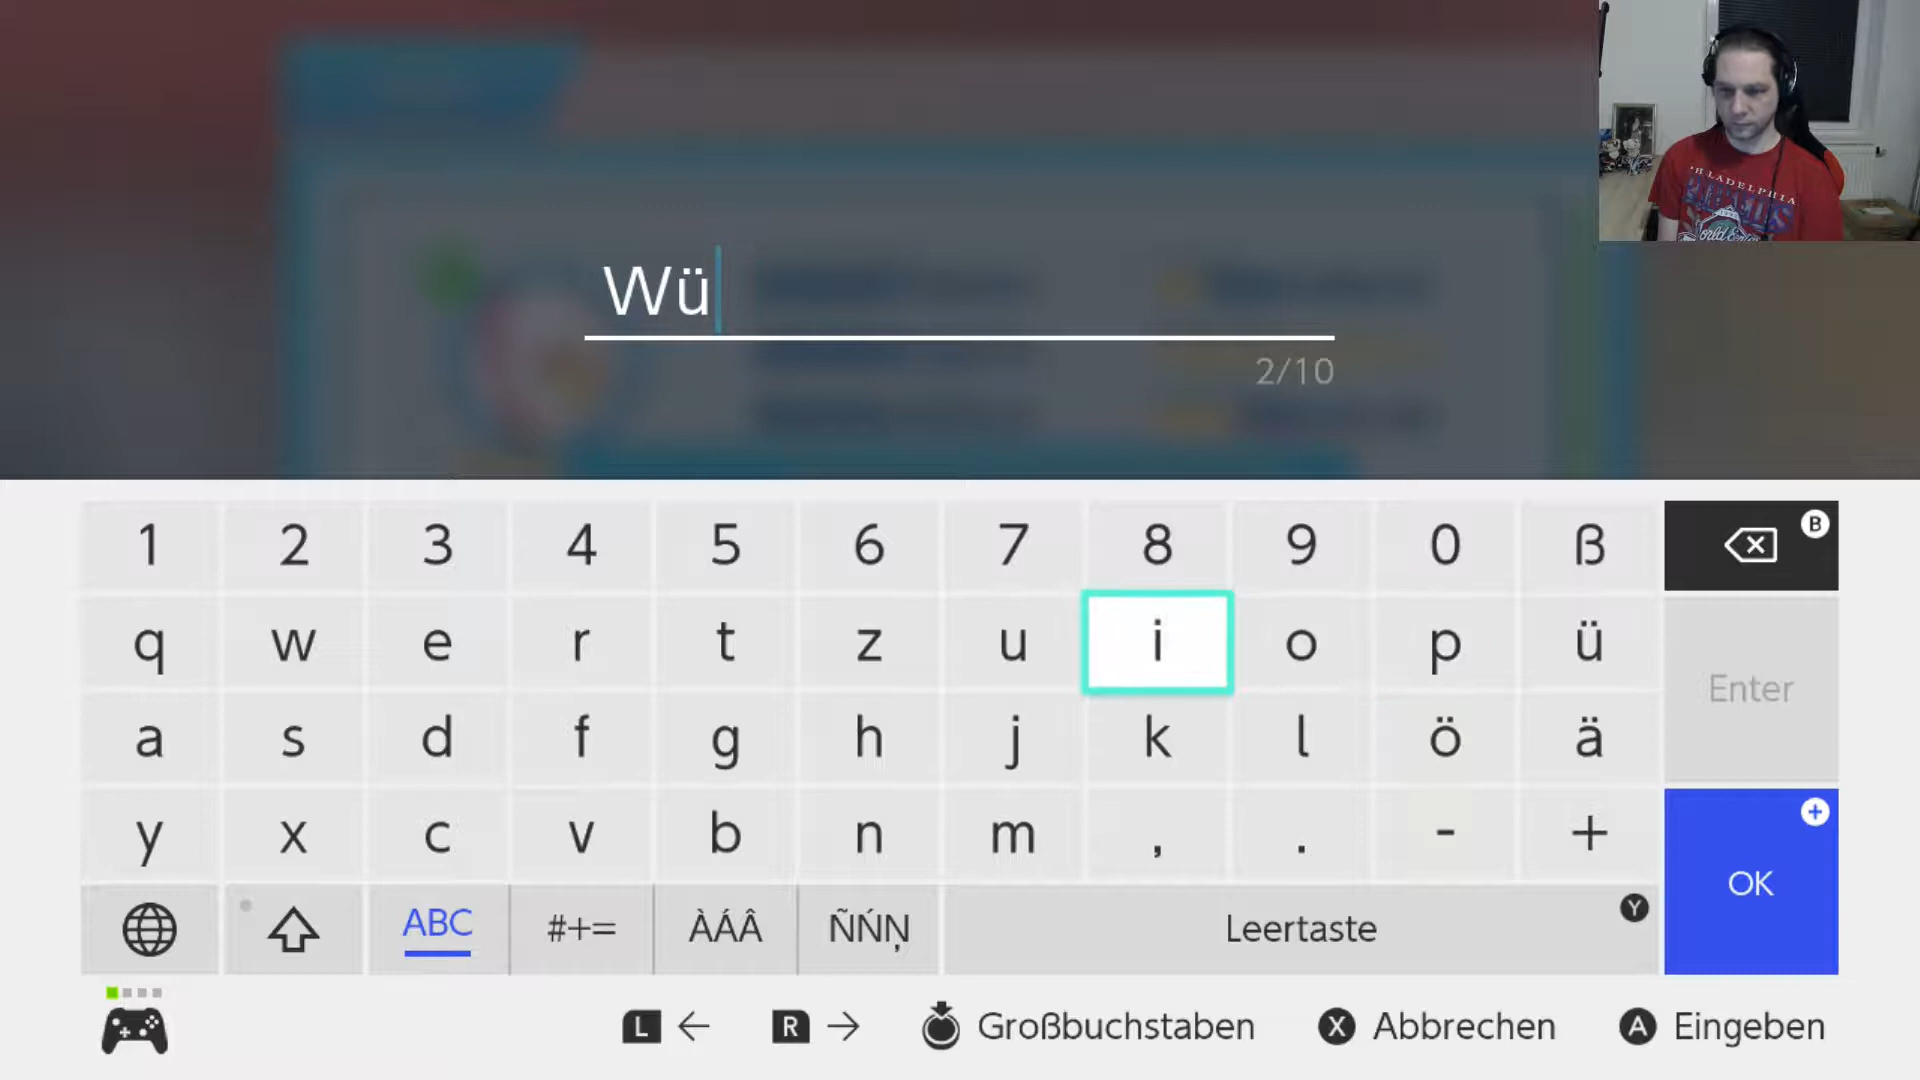 Wü
2/10
1 2 3 4 5 6 7 8 9 0 ß B
q w e r t z u i o p ü Enter
a s d f g h j k l ö ä
y x c v b n m , . - + OK
ABC #+= ÀÁÂ ÑŃŅ Leertaste Y
L ← R → Großbuchstaben X Abbrechen A Eingeben
PHILADELPHIA